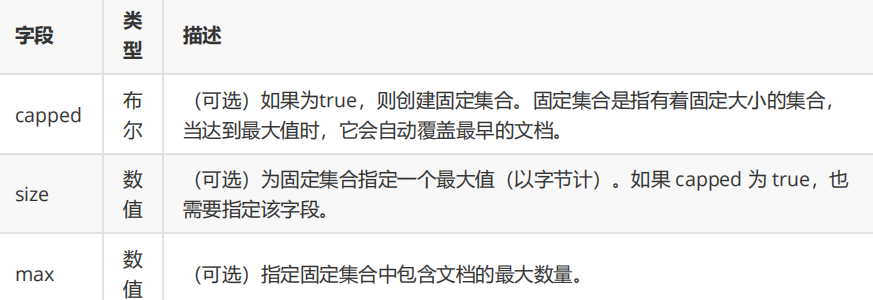 字段 类型 描述
capped 布尔 （可选）如果为true，则创建固定集合。固定集合是指有着固定大小的集合，
当达到最大值时，它会自动覆盖最早的文档。
size 数值 （可选）为固定集合指定一个最大值（以字节计）。如果 capped 为 true，也
需要指定该字段。
max 数值 （可选）指定固定集合中包含文档的最大数量。